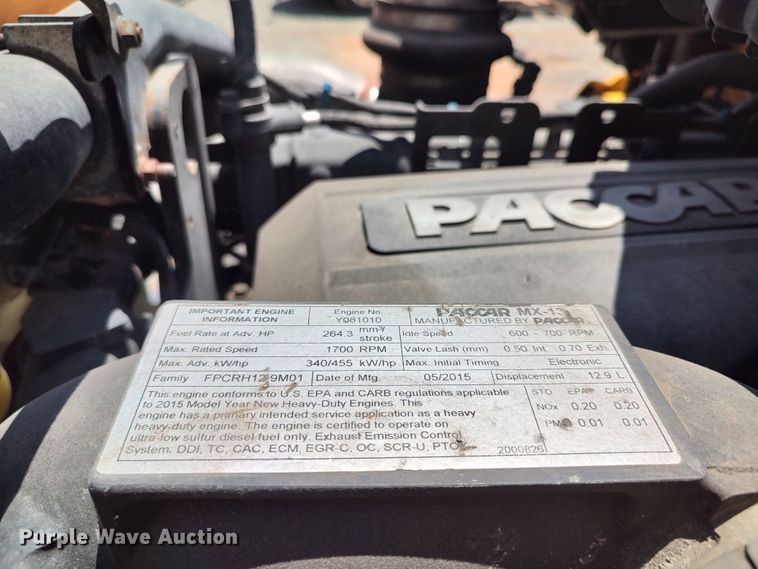 PACCAR
IMPORTANT ENGINE INFORMATION
Engine No. Y081010
PACCAR MX-13
MANUFACTURED BY PACCAR
Fuel Rate at Adv. HP 264.3 mm³/ stroke
Idle Speed 600 - 700 RPM
Max. Rated Speed 1700 RPM
Valve Lash (mm) 0.50 Int 0.70 Exh
Max. Adv. kW/hp 340/455 kW/hp
Max. Initial Timing Electronic
Family FPCRH12.9M01
Date of Mfg. 05/2015
Displacement 12.9 L
This engine conforms to U.S. EPA and CARB regulations applicable
to 2015 Model Year New Heavy-Duty Engines. This
engine has a primary intended service application as a heavy
heavy-duty engine. The engine is certified to operate on
ultra-low sulfur diesel fuel only. Exhaust Emission Control
System: DDI, TC, CAC, ECM, EGR-C, OC, SCR-U, PTOX
2000826
STD EPA CARB
NOx 0.20 0.20
PM 0.01 0.01
Purple Wave Auction